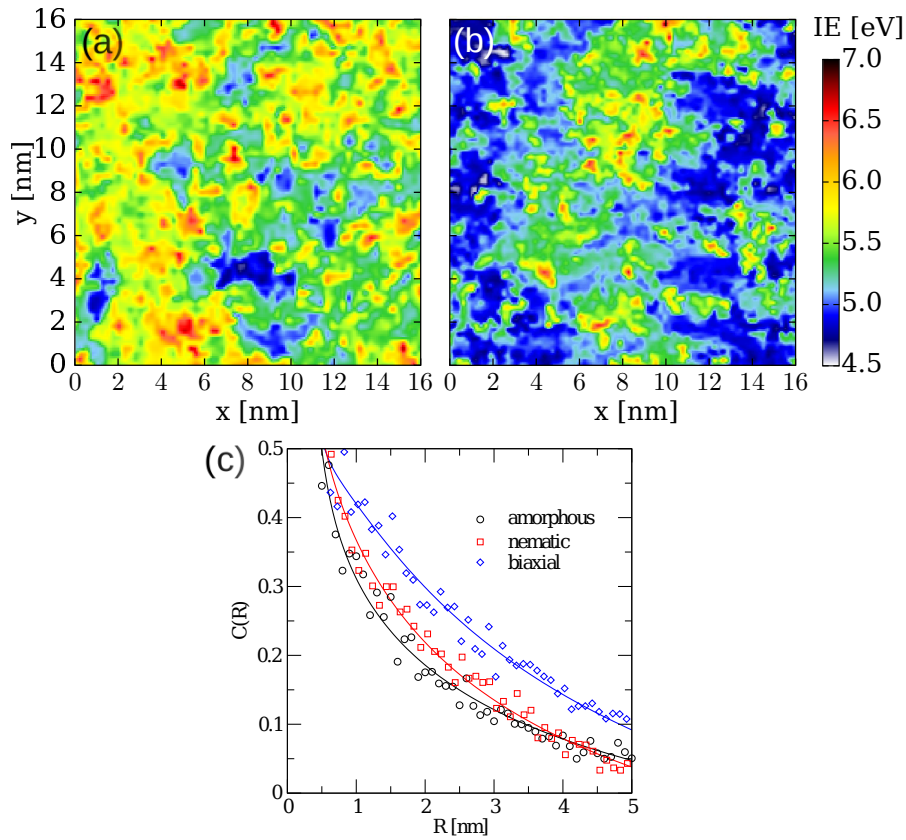 (a)
(b)
IE [eV]
16
14
12
10
8
6
4
2
0
y [nm]
0 2 4 6 8 10 12 14 16
x [nm]
0 2 4 6 8 10 12 14 16
x [nm]
7.0
6.5
6.0
5.5
5.0
4.5
(c)
0.5
0.4
0.3
0.2
0.1
0
C(R)
amorphous
nematic
biaxial
0 1 2 3 4 5
R [nm]